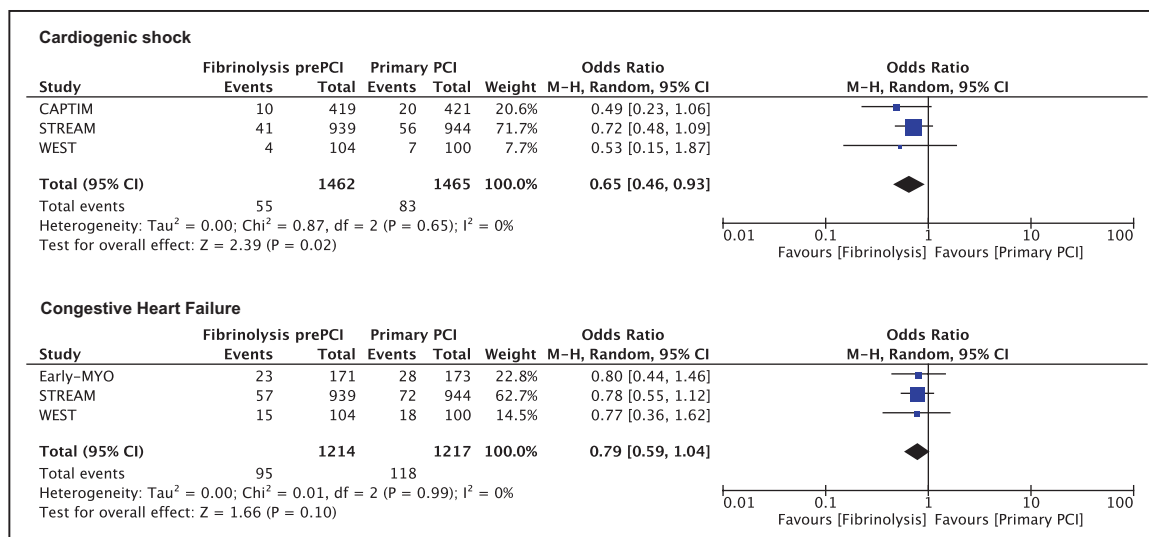 Cardiogenic shock
Fibrinolysis prePCI Primary PCI Odds Ratio Odds Ratio
Study Events Total Events Total Weight M-H, Random, 95% CI M-H, Random, 95% CI
CAPTIM 10 419 20 421 20.6% 0.49 [0.23, 1.06]
STREAM 41 939 56 944 71.7% 0.72 [0.48, 1.09]
WEST 4 104 7 100 7.7% 0.53 [0.15, 1.87]
Total (95% CI) 1462 1465 100.0% 0.65 [0.46, 0.93]
Total events 55 83
Heterogeneity: Tau² = 0.00; Chi² = 0.87, df = 2 (P = 0.65); I² = 0%
Test for overall effect: Z = 2.39 (P = 0.02)
0.01 0.1 1 10 100
Favours [Fibrinolysis] Favours [Primary PCI]
Congestive Heart Failure
Fibrinolysis prePCI Primary PCI Odds Ratio Odds Ratio
Study Events Total Events Total Weight M-H, Random, 95% CI M-H, Random, 95% CI
Early-MYO 23 171 28 173 22.8% 0.80 [0.44, 1.46]
STREAM 57 939 72 944 62.7% 0.78 [0.55, 1.12]
WEST 15 104 18 100 14.5% 0.77 [0.36, 1.62]
Total (95% CI) 1214 1217 100.0% 0.79 [0.59, 1.04]
Total events 95 118
Heterogeneity: Tau² = 0.00; Chi² = 0.01, df = 2 (P = 0.99); I² = 0%
Test for overall effect: Z = 1.66 (P = 0.10)
0.01 0.1 1 10 100
Favours [Fibrinolysis] Favours [Primary PCI]